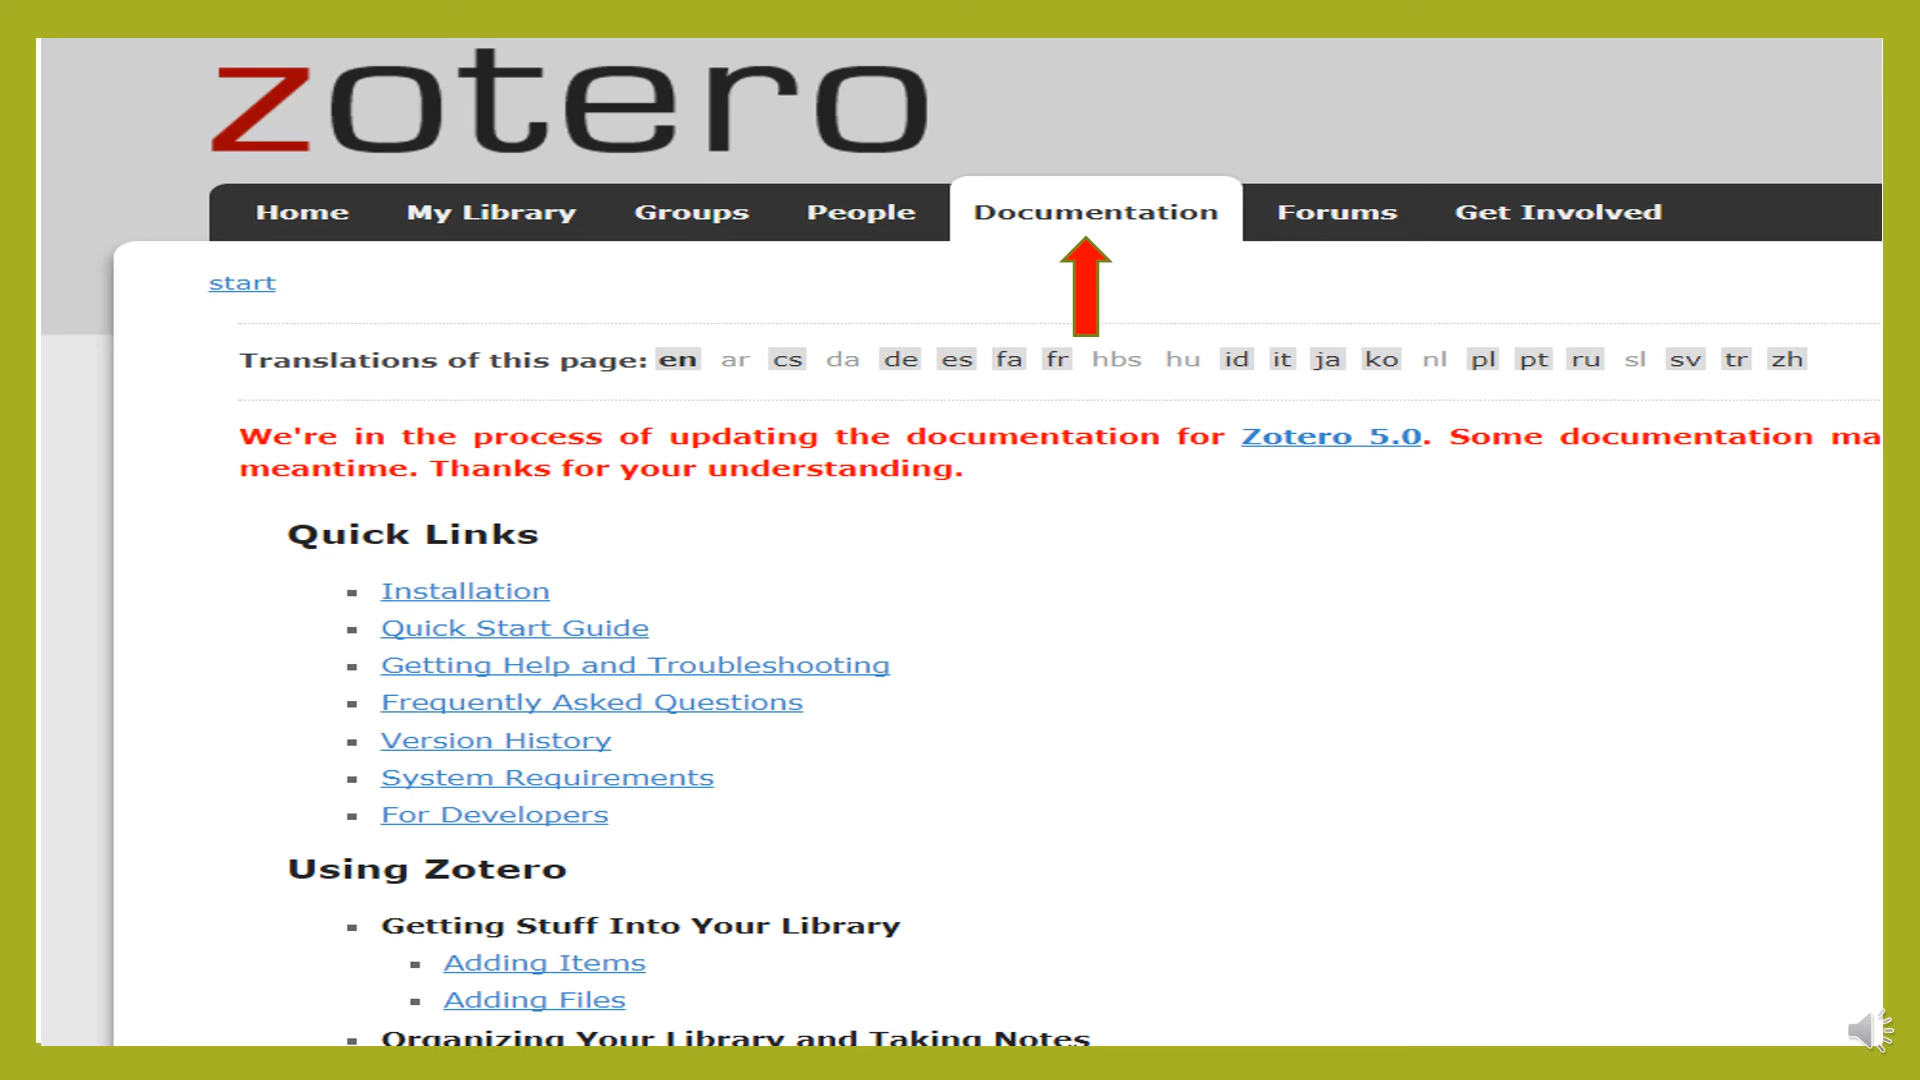 zotero
Home My Library Groups People Documentation Forums Get Involved
start
Translations of this page: en ar cs da de es fa fr hbs hu id it ja ko nl pl pt ru sl sv tr zh
We're in the process of updating the documentation for Zotero 5.0. Some documentation ma
meantime. Thanks for your understanding.
Quick Links
Installation
Quick Start Guide
Getting Help and Troubleshooting
Frequently Asked Questions
Version History
System Requirements
For Developers
Using Zotero
Getting Stuff Into Your Library
Adding Items
Adding Files
Organizing Your Library and Taking Notes